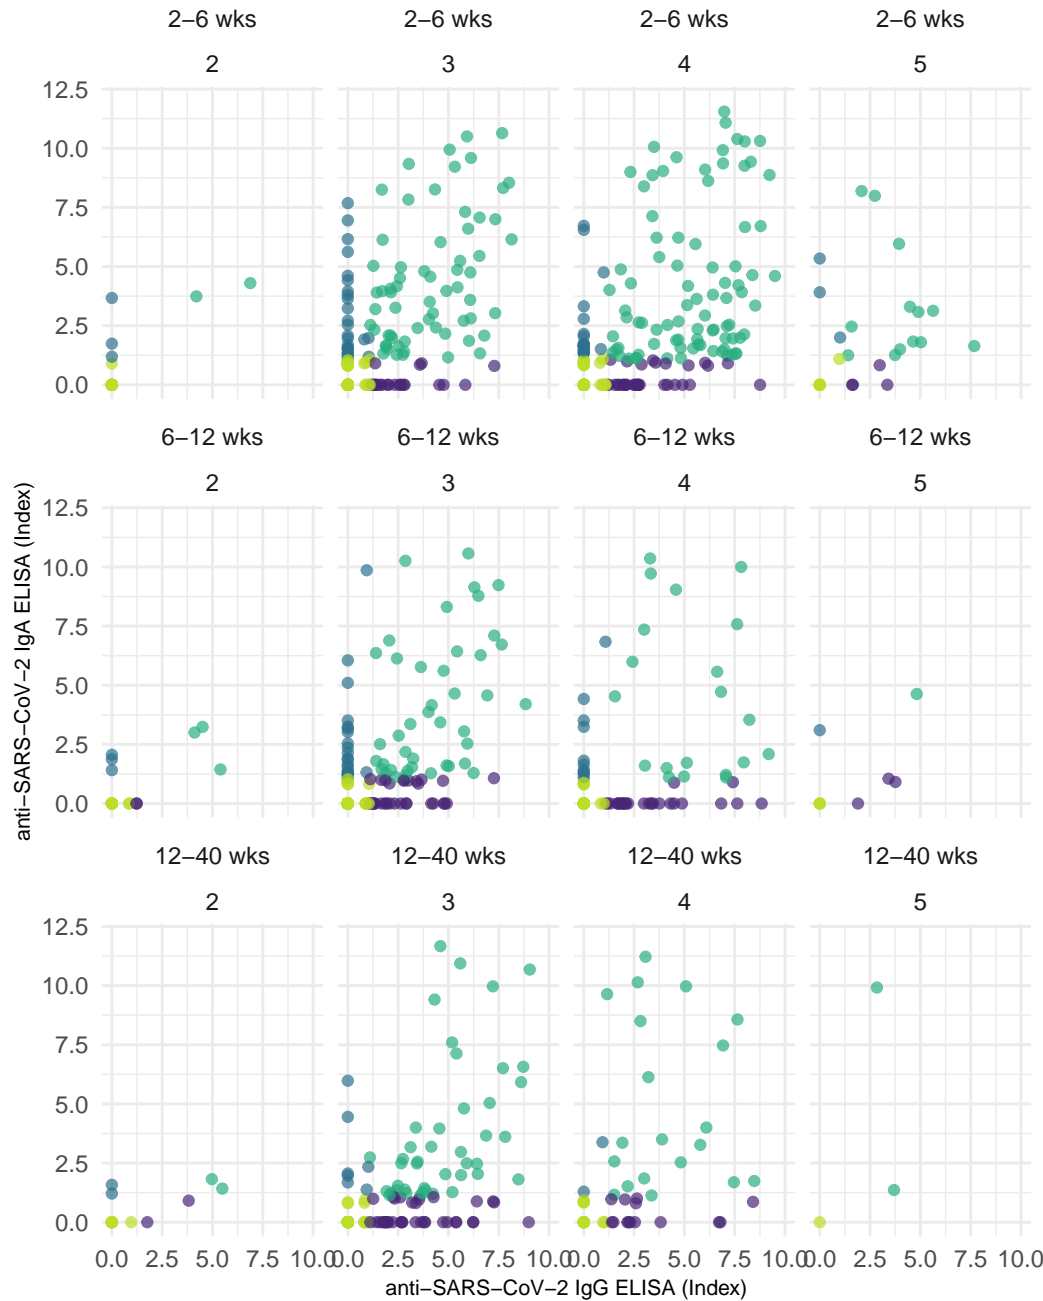 2–6 wks 2–6 wks 2–6 wks 2–6 wks
2 3 4 5
12.5
10.0
7.5
5.0
2.5
0.0
6–12 wks 6–12 wks 6–12 wks 6–12 wks
2 3 4 5
12.5
10.0
7.5
5.0
2.5
0.0
anti−SARS−CoV−2 IgA ELISA (Index)
12–40 wks 12–40 wks 12–40 wks 12–40 wks
2 3 4 5
12.5
10.0
7.5
5.0
2.5
0.0
0.0 2.5 5.0 7.5 10.0 0.0 2.5 5.0 7.5 10.0 0.0 2.5 5.0 7.5 10.0 0.0 2.5 5.0 7.5 10.0
anti−SARS−CoV−2 IgG ELISA (Index)